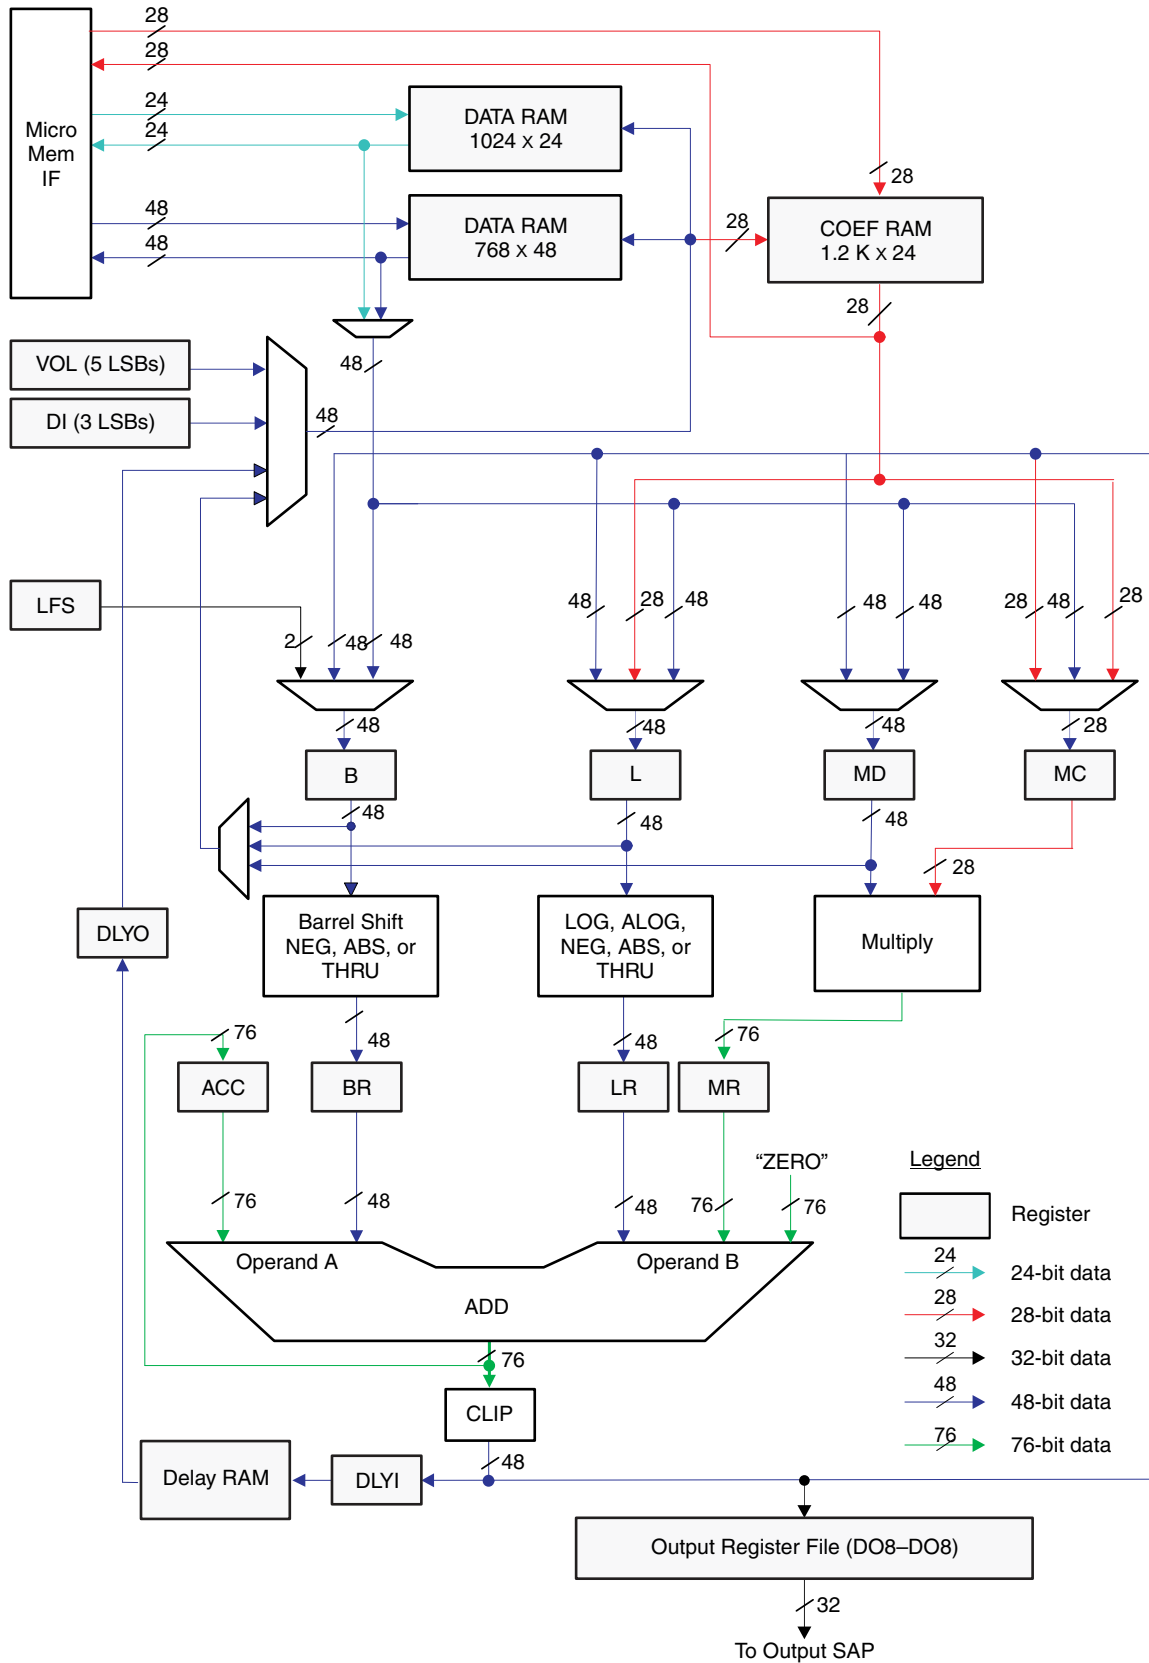 28
28
24
24
48
48
Micro
Mem
IF
DATA RAM
1024 X 24
DATA RAM
768 X 48
28
28
COEF RAM
1.2 K X 24
28
48
VOL (5 LSBs)
DI (3 LSBs)
48
LFS
2
48
48
48
28
48
48
48
28
48
28
48
48
48
28
B
L
MD
MC
48
48
48
28
Barrel Shift
NEG, ABS, or
THRU
LOG, ALOG,
NEG, ABS, or
THRU
Multiply
DLYO
76
48
48
76
ACC
BR
LR
MR
"ZERO"
76
48
48
76
76
Operand A
Operand B
ADD
76
CLIP
48
Delay RAM
DLYI
Output Register File (DO8–DO8)
32
To Output SAP
Legend
Register
24
24-bit data
28
28-bit data
32
32-bit data
48
48-bit data
76
76-bit data